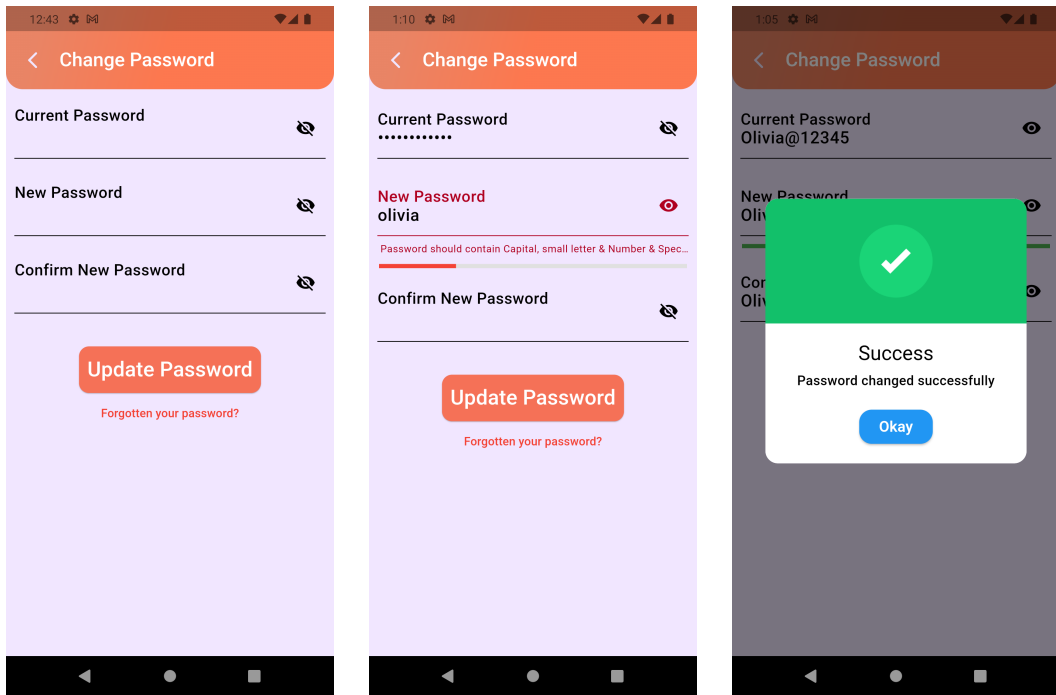 12:43
Change Password
Current Password
New Password
Confirm New Password
Update Password
Forgotten your password?
1:10
Change Password
Current Password
••••••••••••
New Password
olivia
Password should contain Capital, small letter & Number & Spec...
Confirm New Password
Update Password
Forgotten your password?
1:05
Change Password
Current Password
Olivia@12345
New Password
Success
Password changed successfully
Okay